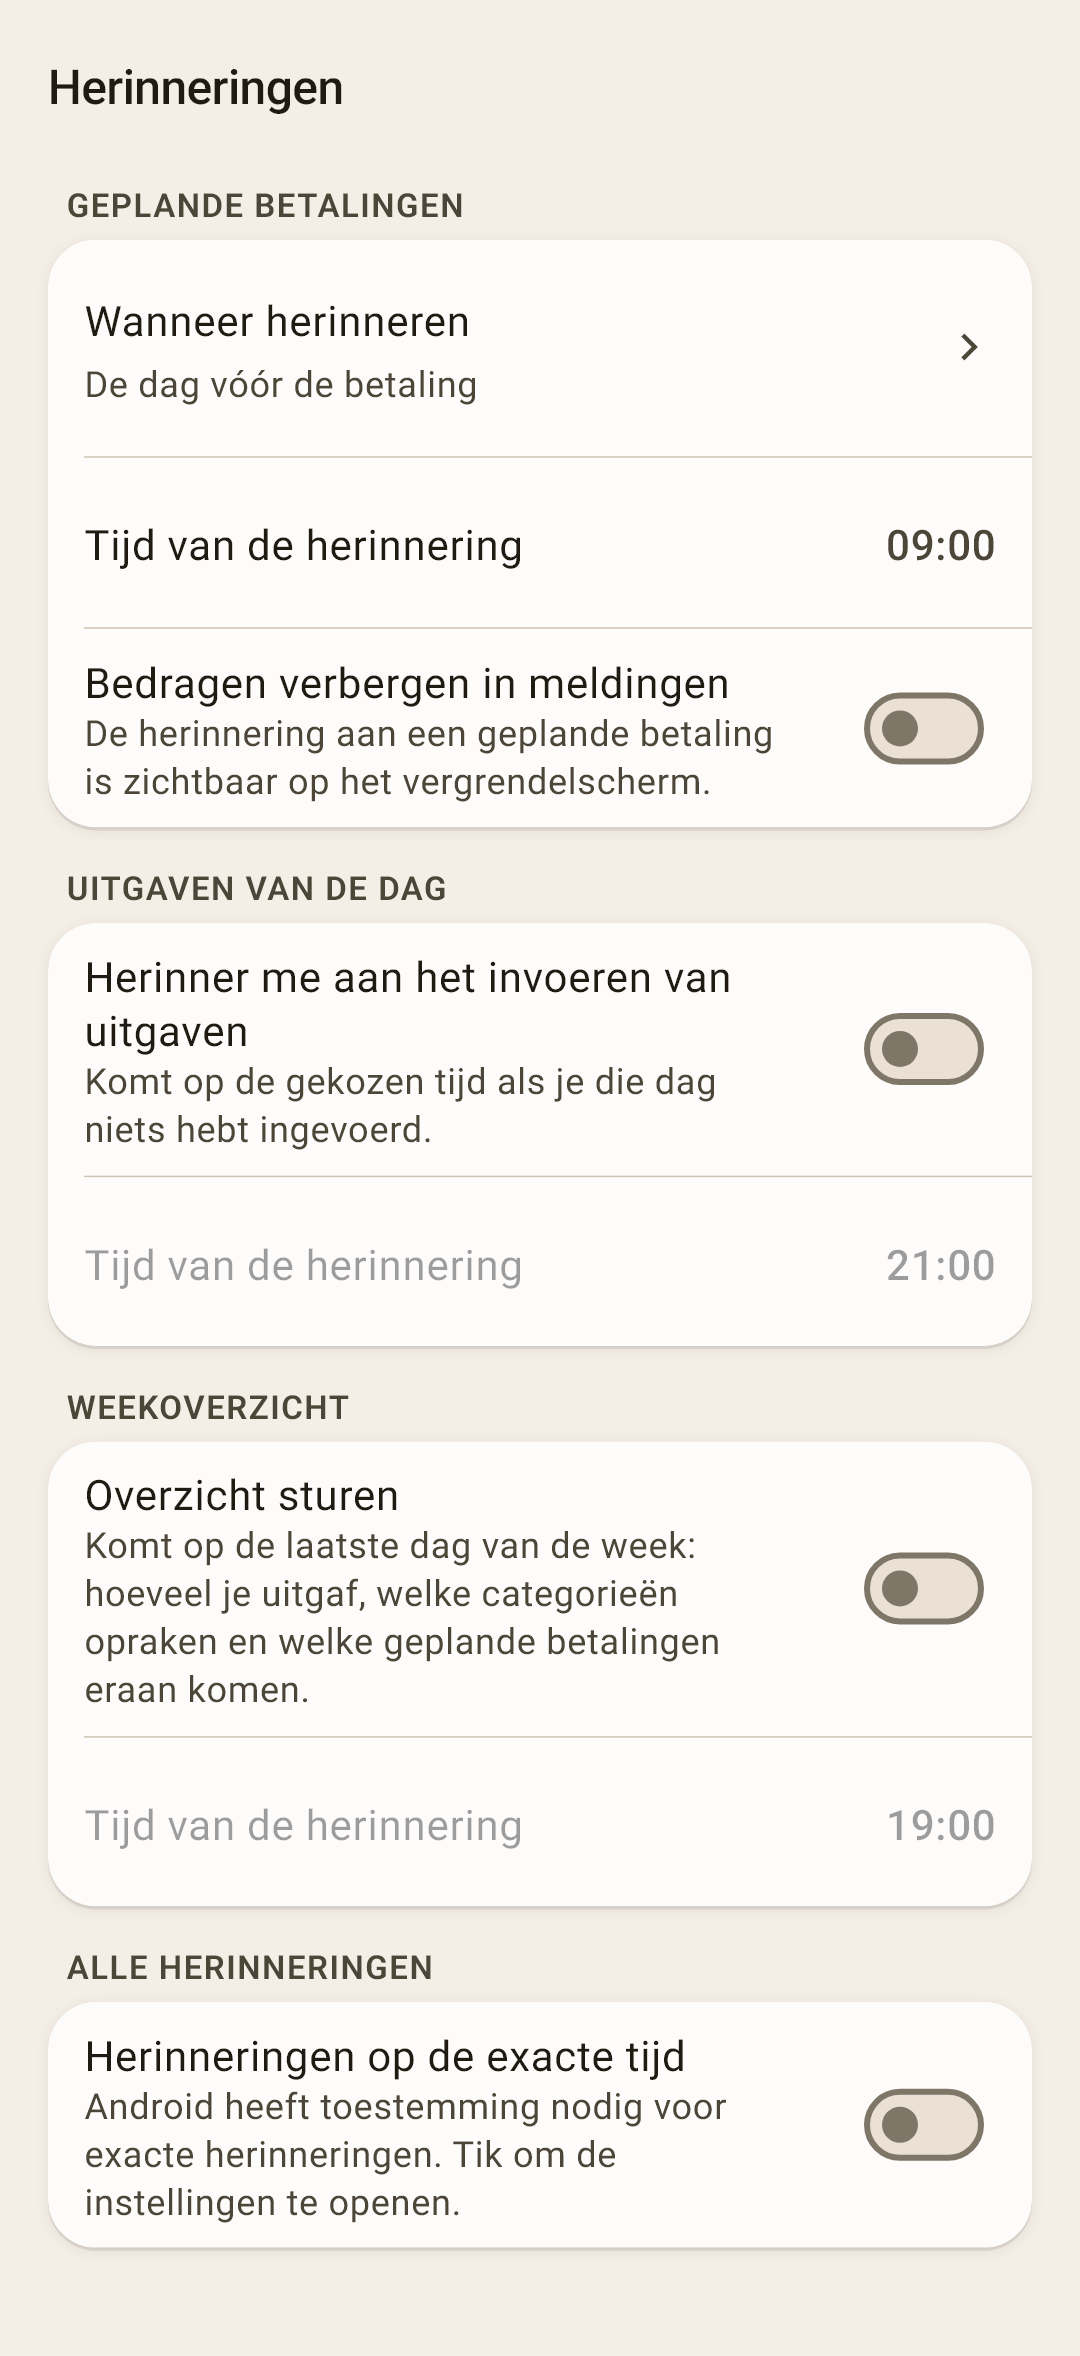 Herinneringen
GEPLANDE BETALINGEN
Wanneer herinneren
De dag vóór de betaling
Tijd van de herinnering 09:00
Bedragen verbergen in meldingen
De herinnering aan een geplande betaling
is zichtbaar op het vergrendelscherm.
UITGAVEN VAN DE DAG
Herinner me aan het invoeren van
uitgaven
Komt op de gekozen tijd als je die dag
niets hebt ingevoerd.
Tijd van de herinnering 21:00
WEEKOVERZICHT
Overzicht sturen
Komt op de laatste dag van de week:
hoeveel je uitgaf, welke categorieën
opraken en welke geplande betalingen
eraan komen.
Tijd van de herinnering 19:00
ALLE HERINNERINGEN
Herinneringen op de exacte tijd
Android heeft toestemming nodig voor
exacte herinneringen. Tik om de
instellingen te openen.